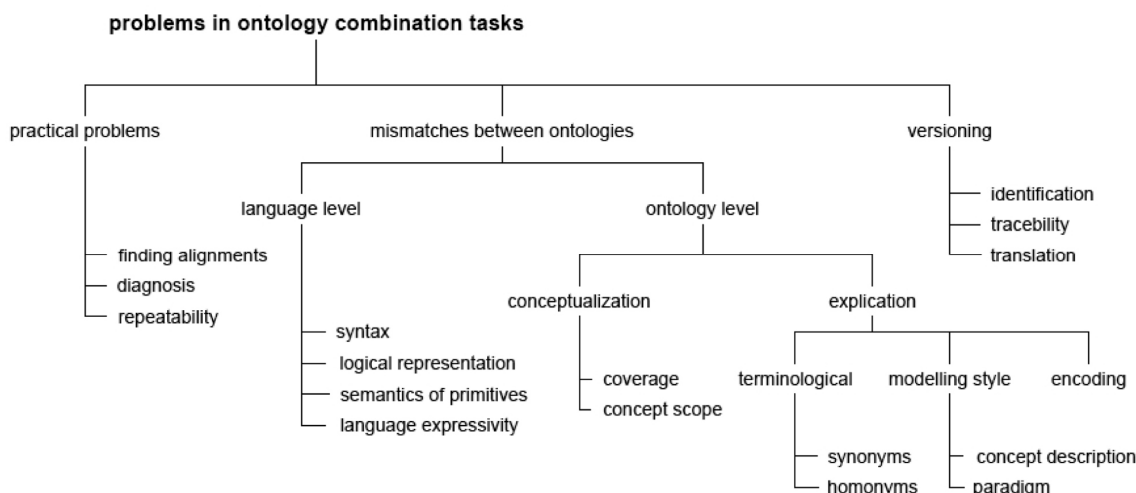 problems in ontology combination tasks
practical problems
mismatches between ontologies
versioning
language level
ontology level
identification
tracebility
translation
finding alignments
diagnosis
repeatability
conceptualization
explication
syntax
logical representation
semantics of primitives
language expressivity
coverage
concept scope
terminological
modelling style
encoding
synonyms
homonyms
concept description
paradigm